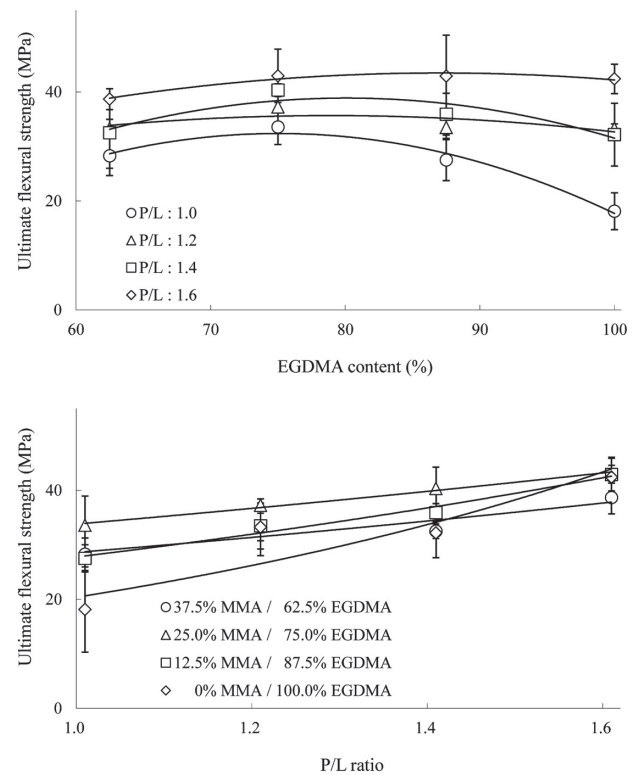 Ultimate flexural strength (MPa)
40
20
0
○P/L : 1.0
△P/L : 1.2
□P/L : 1.4
◇P/L : 1.6
60 70 80 90 100
EGDMA content (%)
Ultimate flexural strength (MPa)
40
20
0
○37.5% MMA / 62.5% EGDMA
△25.0% MMA / 75.0% EGDMA
□12.5% MMA / 87.5% EGDMA
◇ 0% MMA / 100.0% EGDMA
1.0 1.2 1.4 1.6
P/L ratio